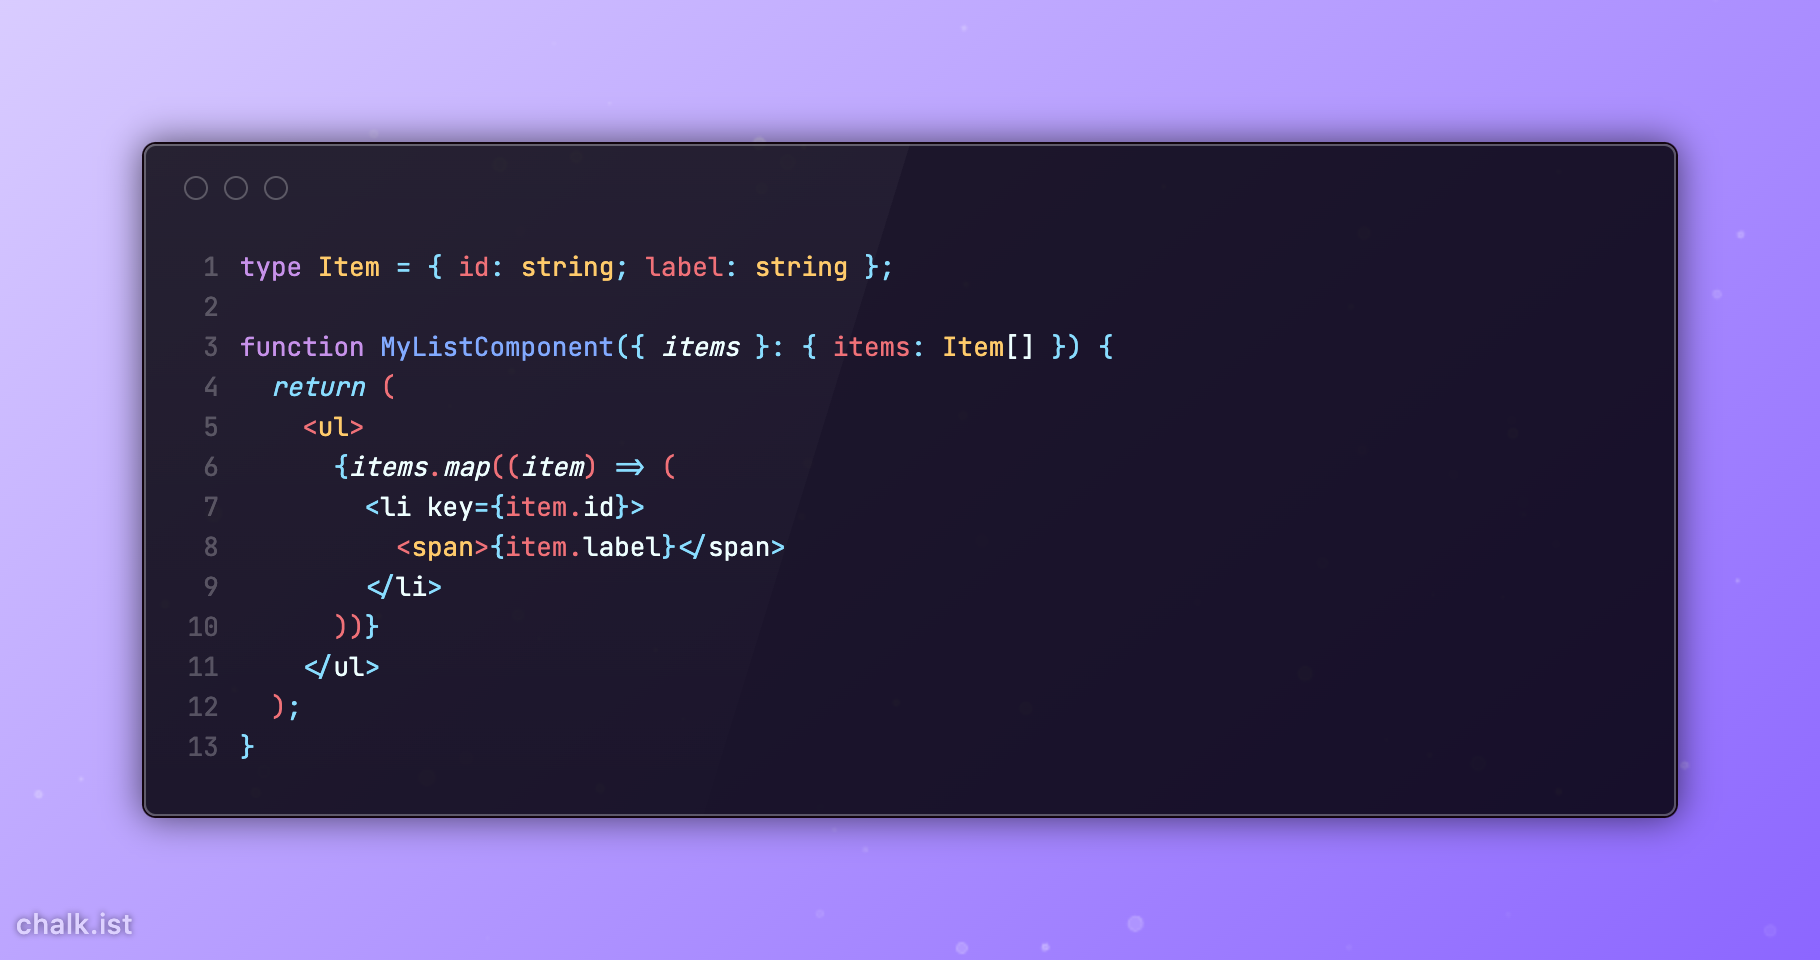 1 type Item = { id: string; label: string };
2
3 function MyListComponent({ items }: { items: Item[] }) {
4   return (
5     <ul>
6       {items.map((item) => (
7         <li key={item.id}>
8           <span>{item.label}</span>
9         </li>
10       ))}
11     </ul>
12   );
13 }
chalk.ist